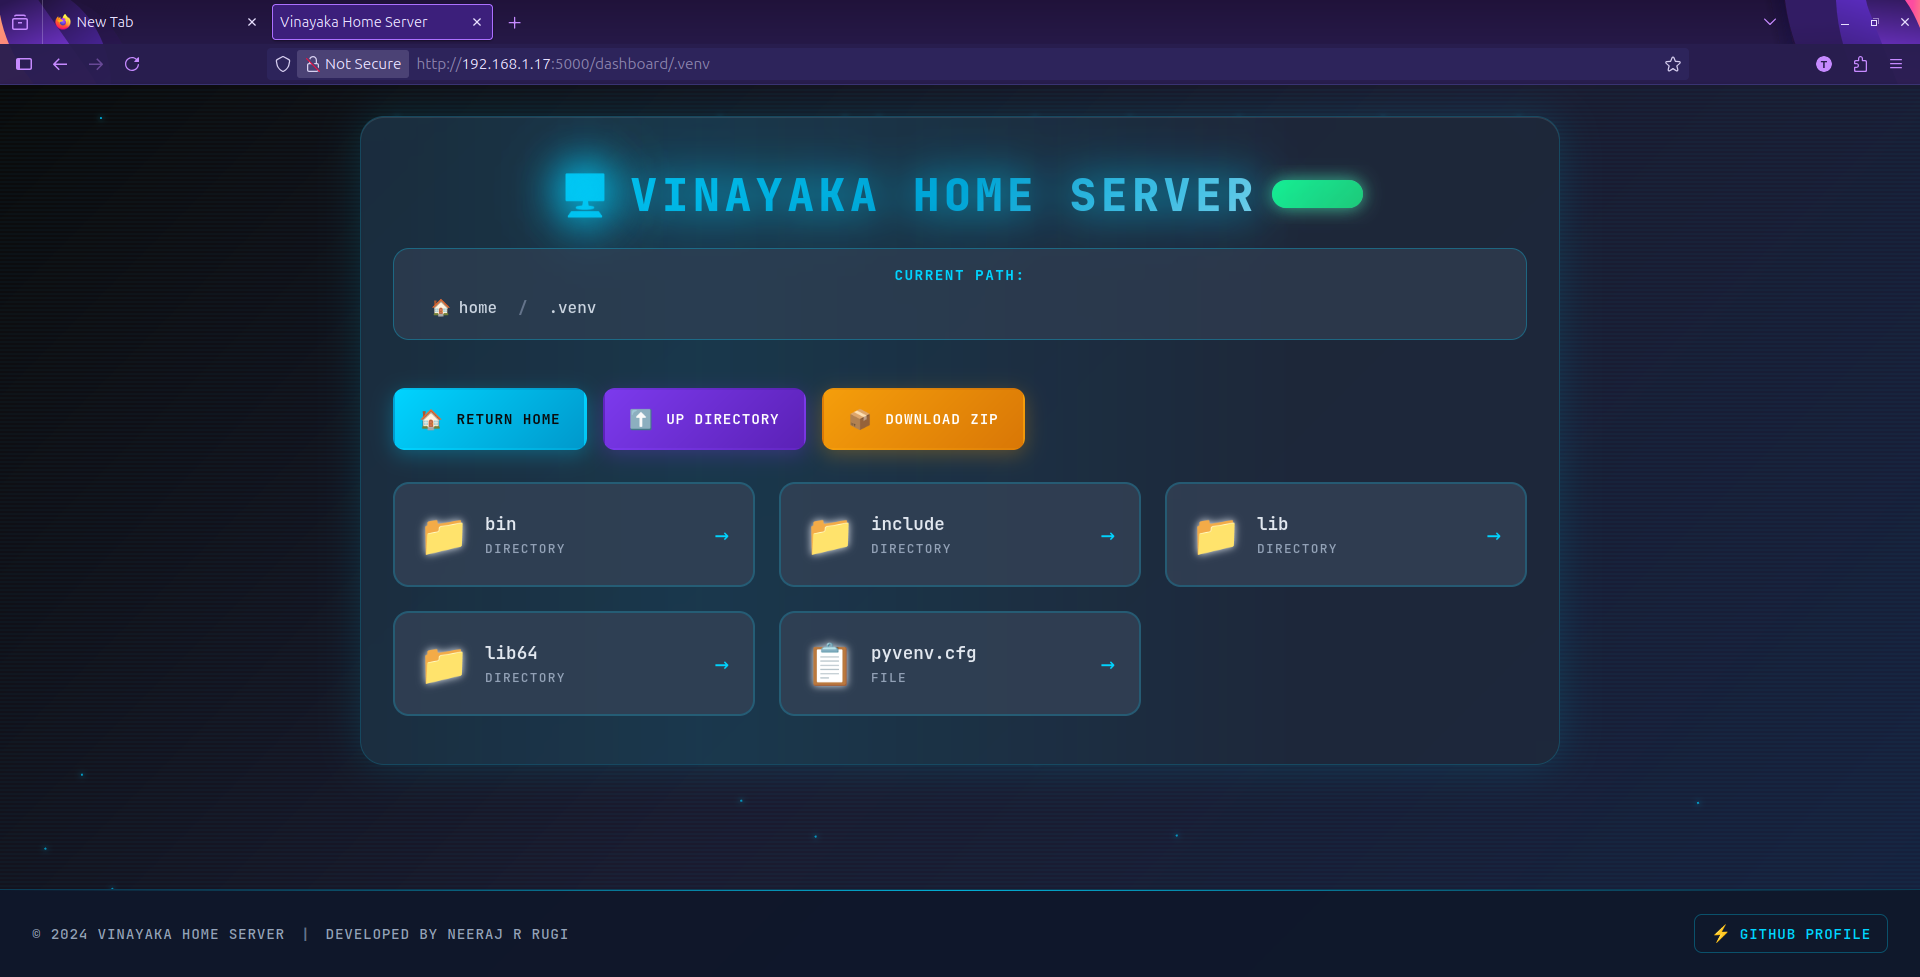 New Tab
Vinayaka Home Server
Not Secure
http://192.168.1.17:5000/dashboard/.venv
T
VINAYAKA HOME SERVER
CURRENT PATH:
home / .venv
RETURN HOME
UP DIRECTORY
DOWNLOAD ZIP
bin
DIRECTORY
include
DIRECTORY
lib
DIRECTORY
lib64
DIRECTORY
pyvenv.cfg
FILE
© 2024 VINAYAKA HOME SERVER | DEVELOPED BY NEERAJ R RUGI
GITHUB PROFILE